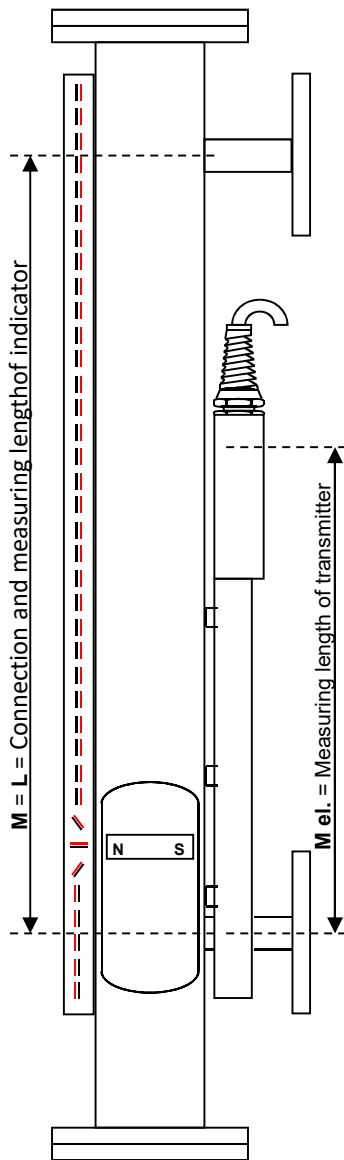 M = L = Connection and measuring lengthof indicator
M el. = Measuring length of transmitter
N S